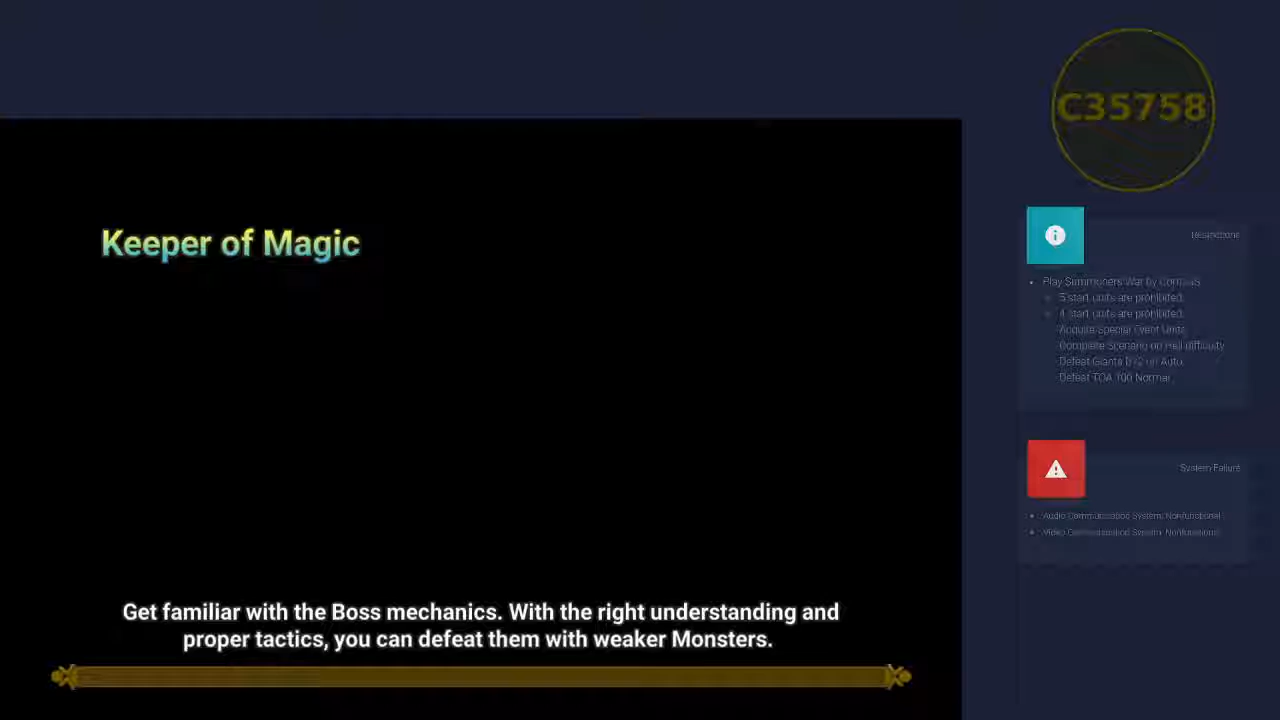 C35758
Keeper of Magic
Restrictions
Play Summoners War by Com2uS
5 start units are prohibited.
4 start units are prohibited.
Acquire Special Event Units
Complete Scenario on Hell difficulty
Defeat Giants B12 on Auto
Defeat TOA 100 Normal
System Failure
Audio Communication System: Nonfunctional
Video Communication System: Nonfunctional
Get familiar with the Boss mechanics. With the right understanding and
proper tactics, you can defeat them with weaker Monsters.